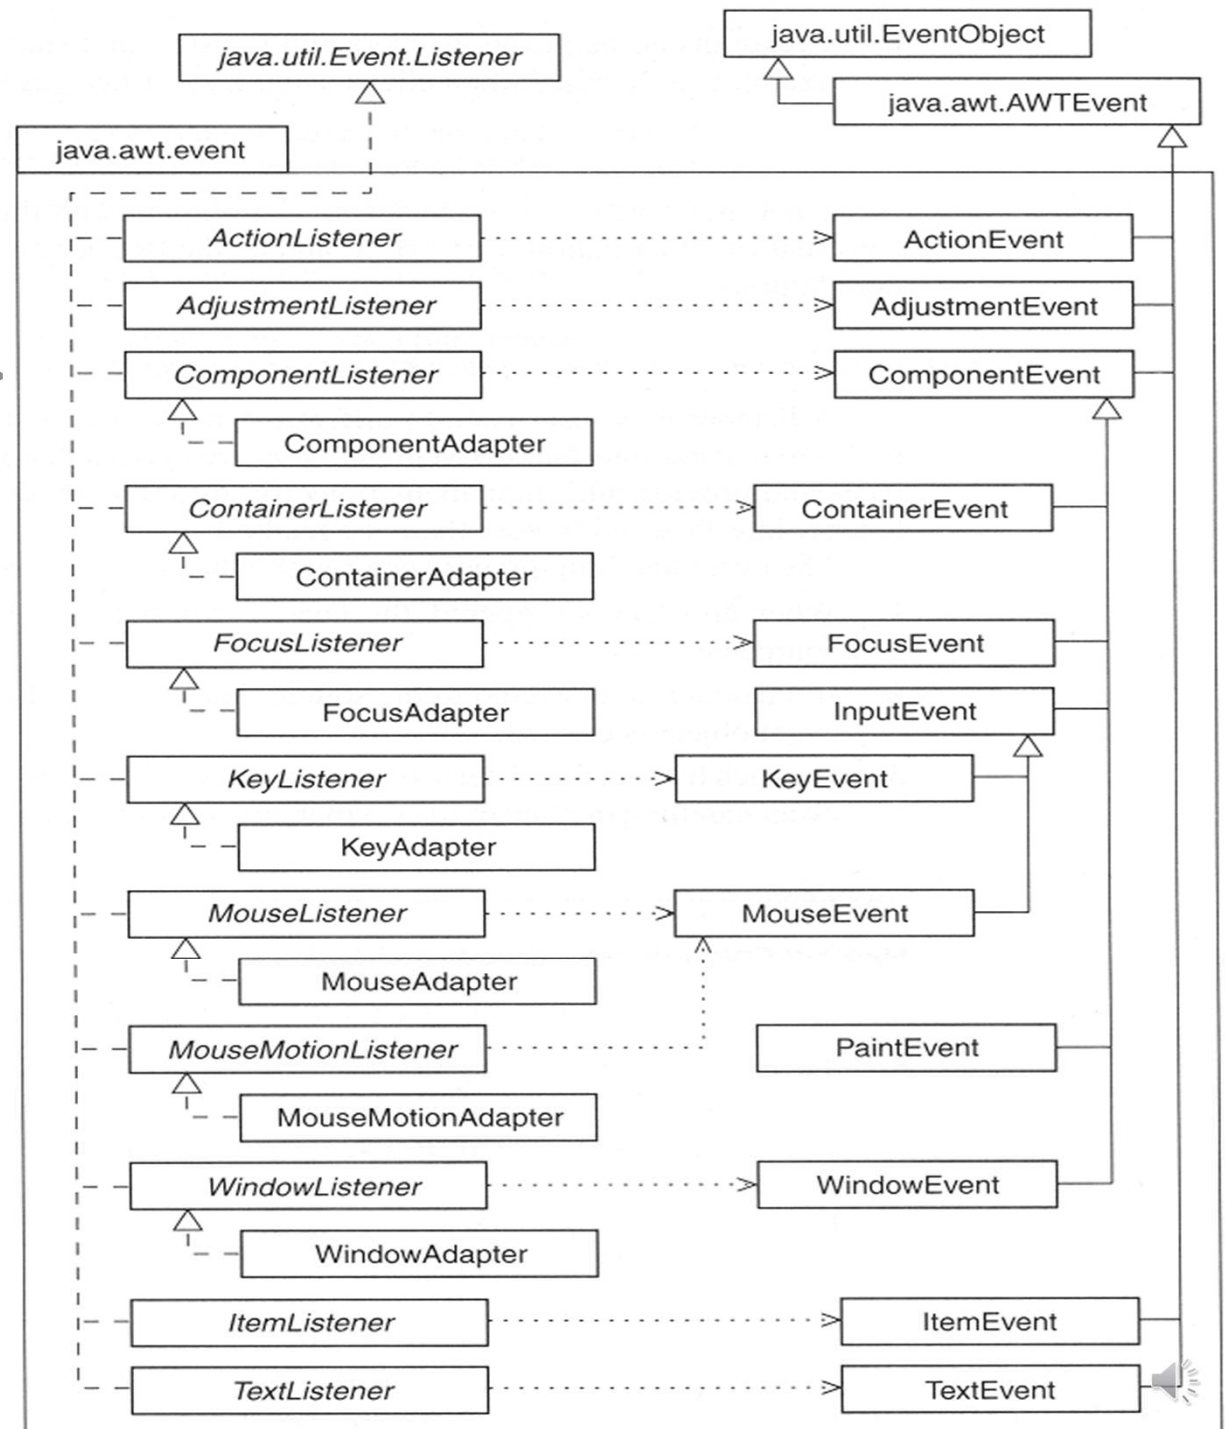 java.util.Event.Listener
java.util.EventObject
java.awt.AWTEvent
java.awt.event
ActionListener
ActionEvent
AdjustmentListener
AdjustmentEvent
ComponentListener
ComponentEvent
ComponentAdapter
ContainerListener
ContainerEvent
ContainerAdapter
FocusListener
FocusEvent
FocusAdapter
InputEvent
KeyListener
KeyEvent
KeyAdapter
MouseListener
MouseEvent
MouseAdapter
MouseMotionListener
PaintEvent
MouseMotionAdapter
WindowListener
WindowEvent
WindowAdapter
ItemListener
ItemEvent
TextListener
TextEvent